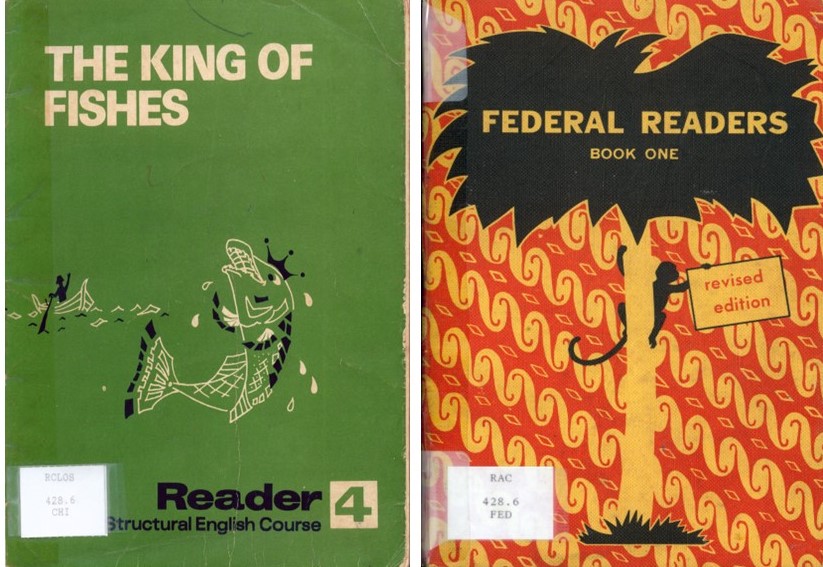 THE KING OF
FISHES
Reader 4
Structural English Course
RCLOS
428.6
CHI
FEDERAL READERS
BOOK ONE
revised
edition
RAC
428.6
FED